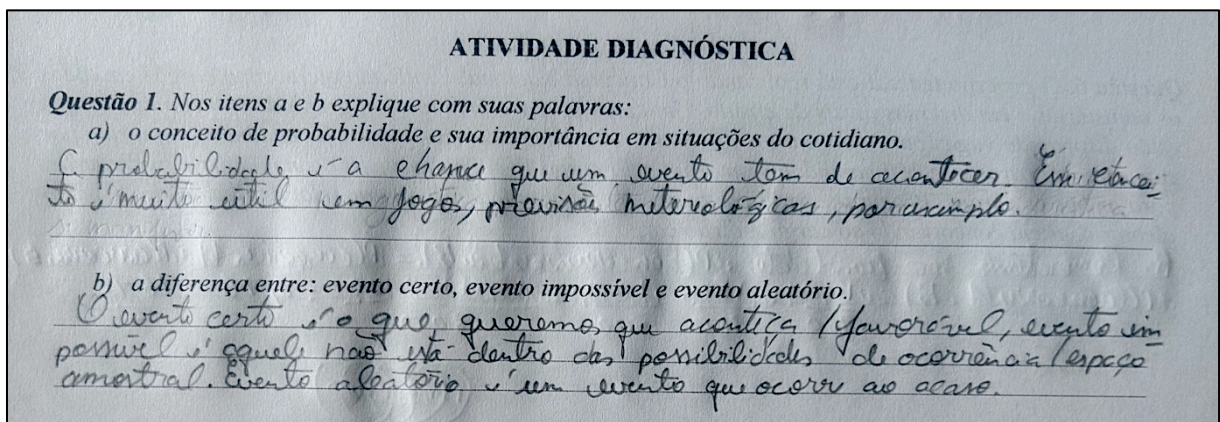 ATIVIDADE DIAGNÓSTICA
Questão 1. Nos itens a e b explique com suas palavras:
a) o conceito de probabilidade e sua importância em situações do cotidiano.
A probabilidade é a chance que um evento tem de acontecer. Em
to é muito útil em jogos, previsões meterológicas, por exemplo.
b) a diferença entre: evento certo, evento impossível e evento aleatório.
O evento certo é o que queremos que aconteça / favorável, evento im
possível é aquele não está dentro das possibilidades de ocorrência / espaço
amostral. Evento aleatório é um evento que ocorre ao acaso.